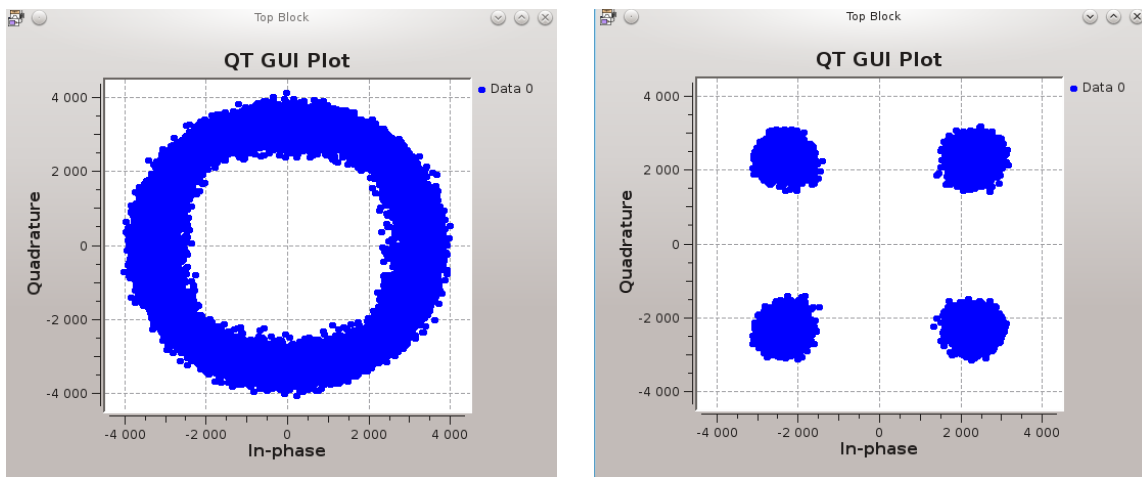 Top Block
QT GUI Plot
Data 0
4 000
2 000
0
-2 000
-4 000
Quadrature
-4 000 -2 000 0 2 000 4 000
In-phase
Top Block
QT GUI Plot
Data 0
4 000
2 000
0
-2 000
-4 000
Quadrature
-4 000 -2 000 0 2 000 4 000
In-phase